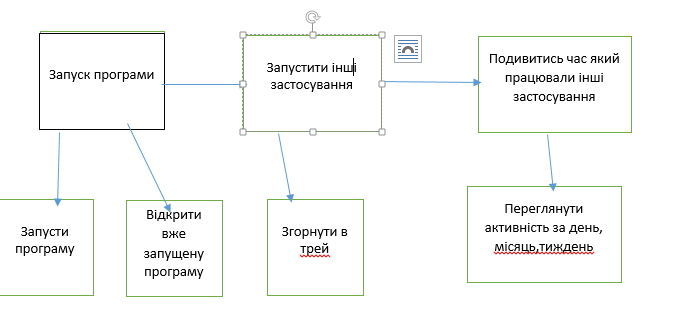 Запуск програми
Запустити інші
застосування
Подивитись час який
працювали інші
застосування
Запусти
програму
Відкрити
вже
запущену
програму
Згорнути в
трей
Переглянути
активність за день,
місяць,тиждень